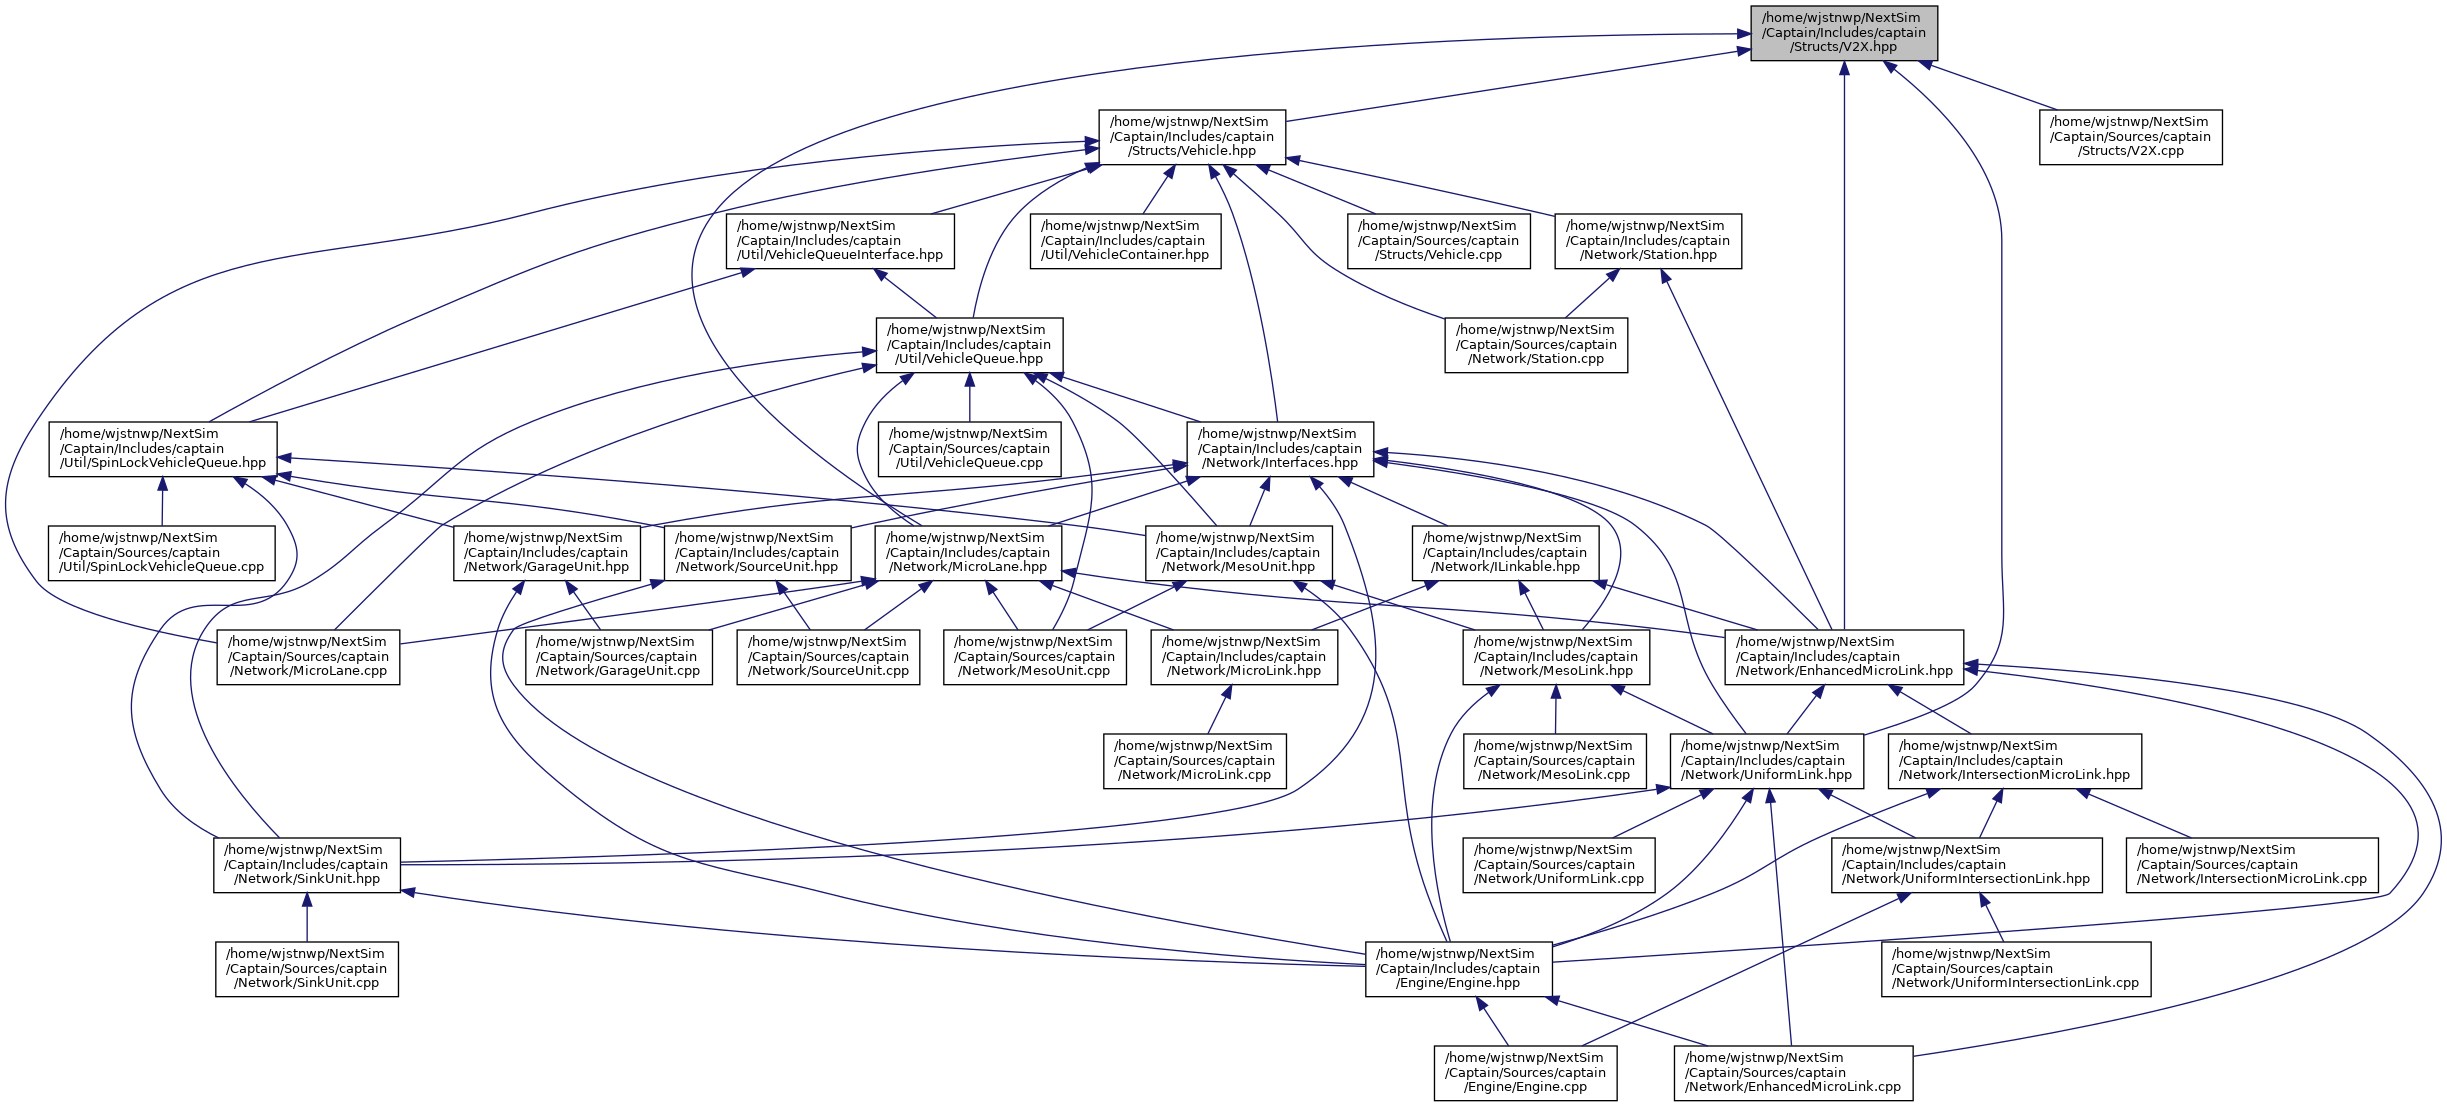 /home/wjstnwp/NextSim
/Captain/Includes/captain
/Structs/V2X.hpp
/home/wjstnwp/NextSim
/Captain/Includes/captain
/Structs/Vehicle.hpp
/home/wjstnwp/NextSim
/Captain/Sources/captain
/Structs/V2X.cpp
/home/wjstnwp/NextSim
/Captain/Includes/captain
/Util/VehicleQueueInterface.hpp
/home/wjstnwp/NextSim
/Captain/Includes/captain
/Util/VehicleContainer.hpp
/home/wjstnwp/NextSim
/Captain/Sources/captain
/Structs/Vehicle.cpp
/home/wjstnwp/NextSim
/Captain/Includes/captain
/Network/Station.hpp
/home/wjstnwp/NextSim
/Captain/Includes/captain
/Util/VehicleQueue.hpp
/home/wjstnwp/NextSim
/Captain/Sources/captain
/Network/Station.cpp
/home/wjstnwp/NextSim
/Captain/Includes/captain
/Util/SpinLockVehicleQueue.hpp
/home/wjstnwp/NextSim
/Captain/Sources/captain
/Util/VehicleQueue.cpp
/home/wjstnwp/NextSim
/Captain/Includes/captain
/Network/Interfaces.hpp
/home/wjstnwp/NextSim
/Captain/Sources/captain
/Util/SpinLockVehicleQueue.cpp
/home/wjstnwp/NextSim
/Captain/Includes/captain
/Network/GarageUnit.hpp
/home/wjstnwp/NextSim
/Captain/Includes/captain
/Network/SourceUnit.hpp
/home/wjstnwp/NextSim
/Captain/Includes/captain
/Network/MicroLane.hpp
/home/wjstnwp/NextSim
/Captain/Includes/captain
/Network/MesoUnit.hpp
/home/wjstnwp/NextSim
/Captain/Includes/captain
/Network/ILinkable.hpp
/home/wjstnwp/NextSim
/Captain/Sources/captain
/Network/MicroLane.cpp
/home/wjstnwp/NextSim
/Captain/Sources/captain
/Network/GarageUnit.cpp
/home/wjstnwp/NextSim
/Captain/Sources/captain
/Network/SourceUnit.cpp
/home/wjstnwp/NextSim
/Captain/Sources/captain
/Network/MesoUnit.cpp
/home/wjstnwp/NextSim
/Captain/Includes/captain
/Network/MicroLink.hpp
/home/wjstnwp/NextSim
/Captain/Includes/captain
/Network/MesoLink.hpp
/home/wjstnwp/NextSim
/Captain/Includes/captain
/Network/EnhancedMicroLink.hpp
/home/wjstnwp/NextSim
/Captain/Sources/captain
/Network/MicroLink.cpp
/home/wjstnwp/NextSim
/Captain/Sources/captain
/Network/MesoLink.cpp
/home/wjstnwp/NextSim
/Captain/Includes/captain
/Network/UniformLink.hpp
/home/wjstnwp/NextSim
/Captain/Includes/captain
/Network/IntersectionMicroLink.hpp
/home/wjstnwp/NextSim
/Captain/Includes/captain
/Network/SinkUnit.hpp
/home/wjstnwp/NextSim
/Captain/Sources/captain
/Network/UniformLink.cpp
/home/wjstnwp/NextSim
/Captain/Includes/captain
/Network/UniformIntersectionLink.hpp
/home/wjstnwp/NextSim
/Captain/Sources/captain
/Network/IntersectionMicroLink.cpp
/home/wjstnwp/NextSim
/Captain/Sources/captain
/Network/SinkUnit.cpp
/home/wjstnwp/NextSim
/Captain/Includes/captain
/Engine/Engine.hpp
/home/wjstnwp/NextSim
/Captain/Sources/captain
/Network/UniformIntersectionLink.cpp
/home/wjstnwp/NextSim
/Captain/Sources/captain
/Engine/Engine.cpp
/home/wjstnwp/NextSim
/Captain/Sources/captain
/Network/EnhancedMicroLink.cpp